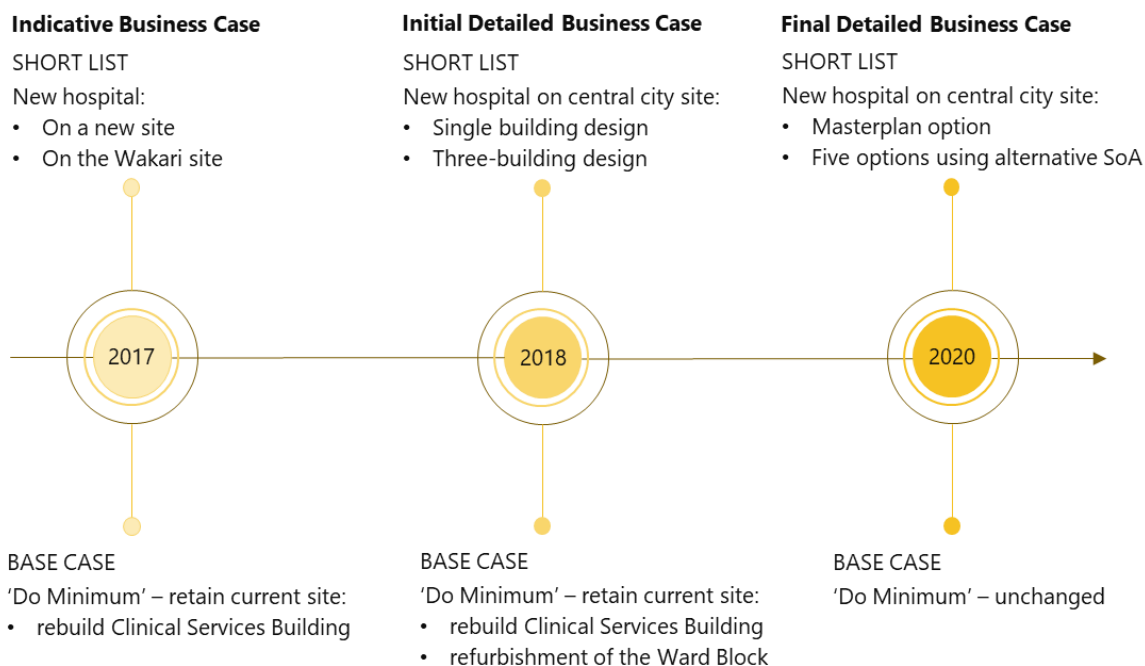 Indicative Business Case
SHORT LIST
New hospital:
• On a new site
• On the Wakari site
Initial Detailed Business Case
SHORT LIST
New hospital on central city site:
• Single building design
• Three-building design
Final Detailed Business Case
SHORT LIST
New hospital on central city site:
• Masterplan option
• Five options using alternative SoA
2017
2018
2020
BASE CASE
‘Do Minimum’ – retain current site:
• rebuild Clinical Services Building
BASE CASE
‘Do Minimum’ – retain current site:
• rebuild Clinical Services Building
• refurbishment of the Ward Block
BASE CASE
‘Do Minimum’ – unchanged